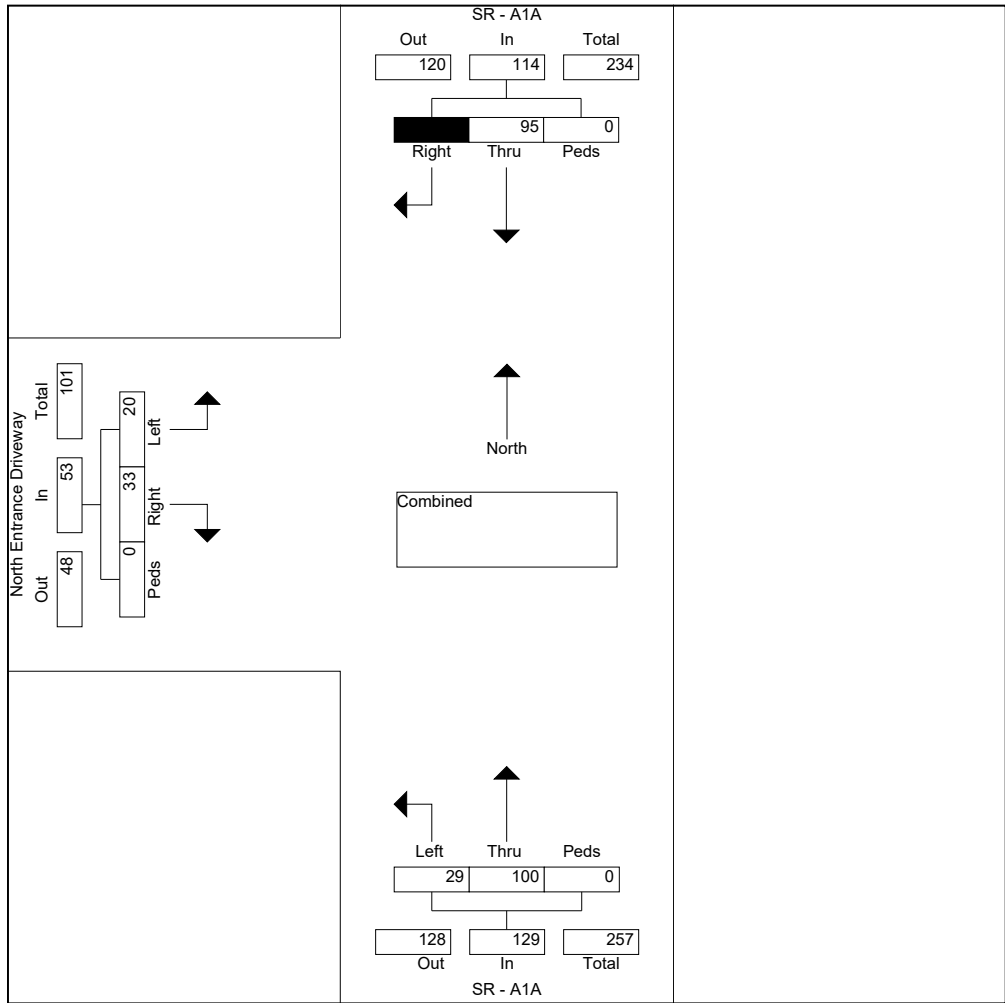 SR - A1A
Out In Total
120 114 234
95 0
Right Thru Peds
North Entrance Driveway
Out In Total
48 53 101
0 33 20
Peds Right Left
North
Combined
Left Thru Peds
29 100 0
128 129 257
Out In Total
SR - A1A